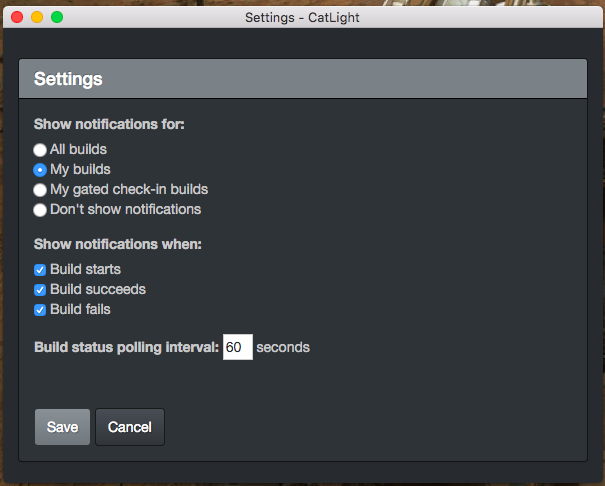 Settings - CatLight
Settings
Show notifications for:
All builds
My builds
My gated check-in builds
Don't show notifications
Show notifications when:
Build starts
Build succeeds
Build fails
Build status polling interval: 60 seconds
Save Cancel